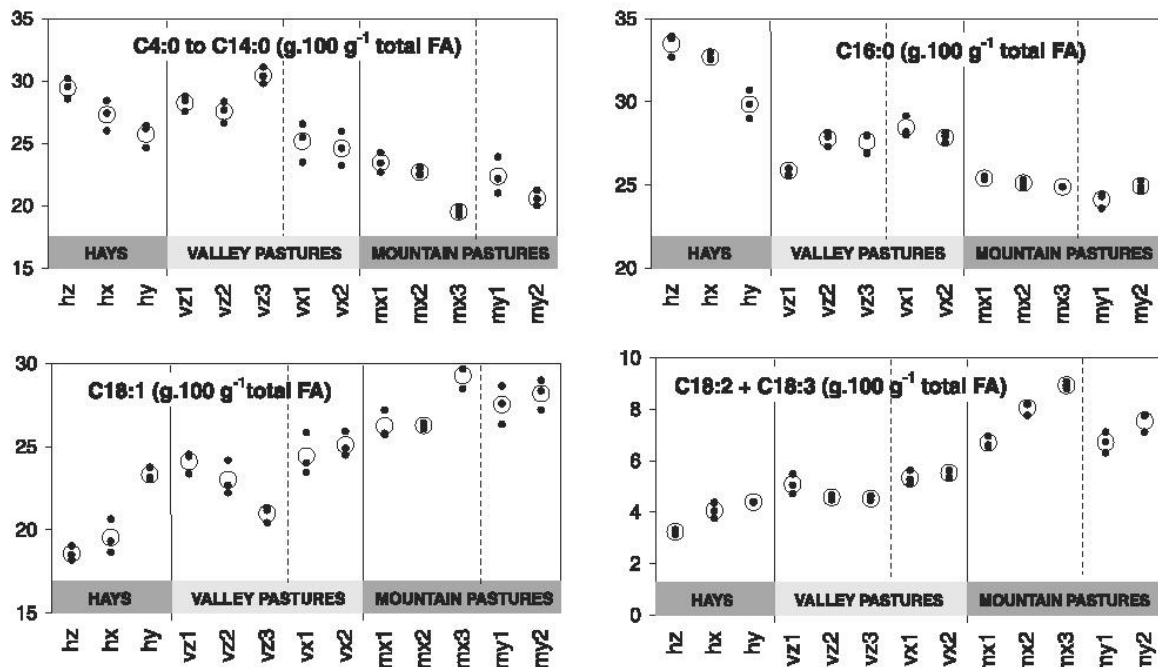 C4:0 to C14:0 (g.100 g⁻¹ total FA)
35
30
25
20
15
HAYS VALLEY PASTURES MOUNTAIN PASTURES
hz hx hy vz1 vz2 vz3 vx1 vx2 mx1 mx2 mx3 my1 my2
C16:0 (g.100 g⁻¹ total FA)
35
30
25
20
HAYS VALLEY PASTURES MOUNTAIN PASTURES
hz hx hy vz1 vz2 vz3 vx1 vx2 mx1 mx2 mx3 my1 my2
C18:1 (g.100 g⁻¹total FA)
30
25
20
15
HAYS VALLEY PASTURES MOUNTAIN PASTURES
hz hx hy vz1 vz2 vz3 vx1 vx2 mx1 mx2 mx3 my1 my2
C18:2 + C18:3 (g.100 g⁻¹ total FA)
10
8
6
4
2
0
HAYS VALLEY PASTURES MOUNTAIN PASTURES
hz hx hy vz1 vz2 vz3 vx1 vx2 mx1 mx2 mx3 my1 my2